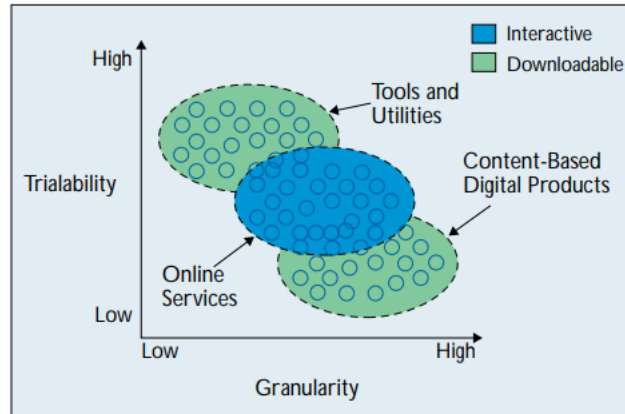 Interactive
Downloadable
High
Tools and
Utilities
Content-Based
Digital Products
Trialability
Online
Services
Low
Low
High
Granularity